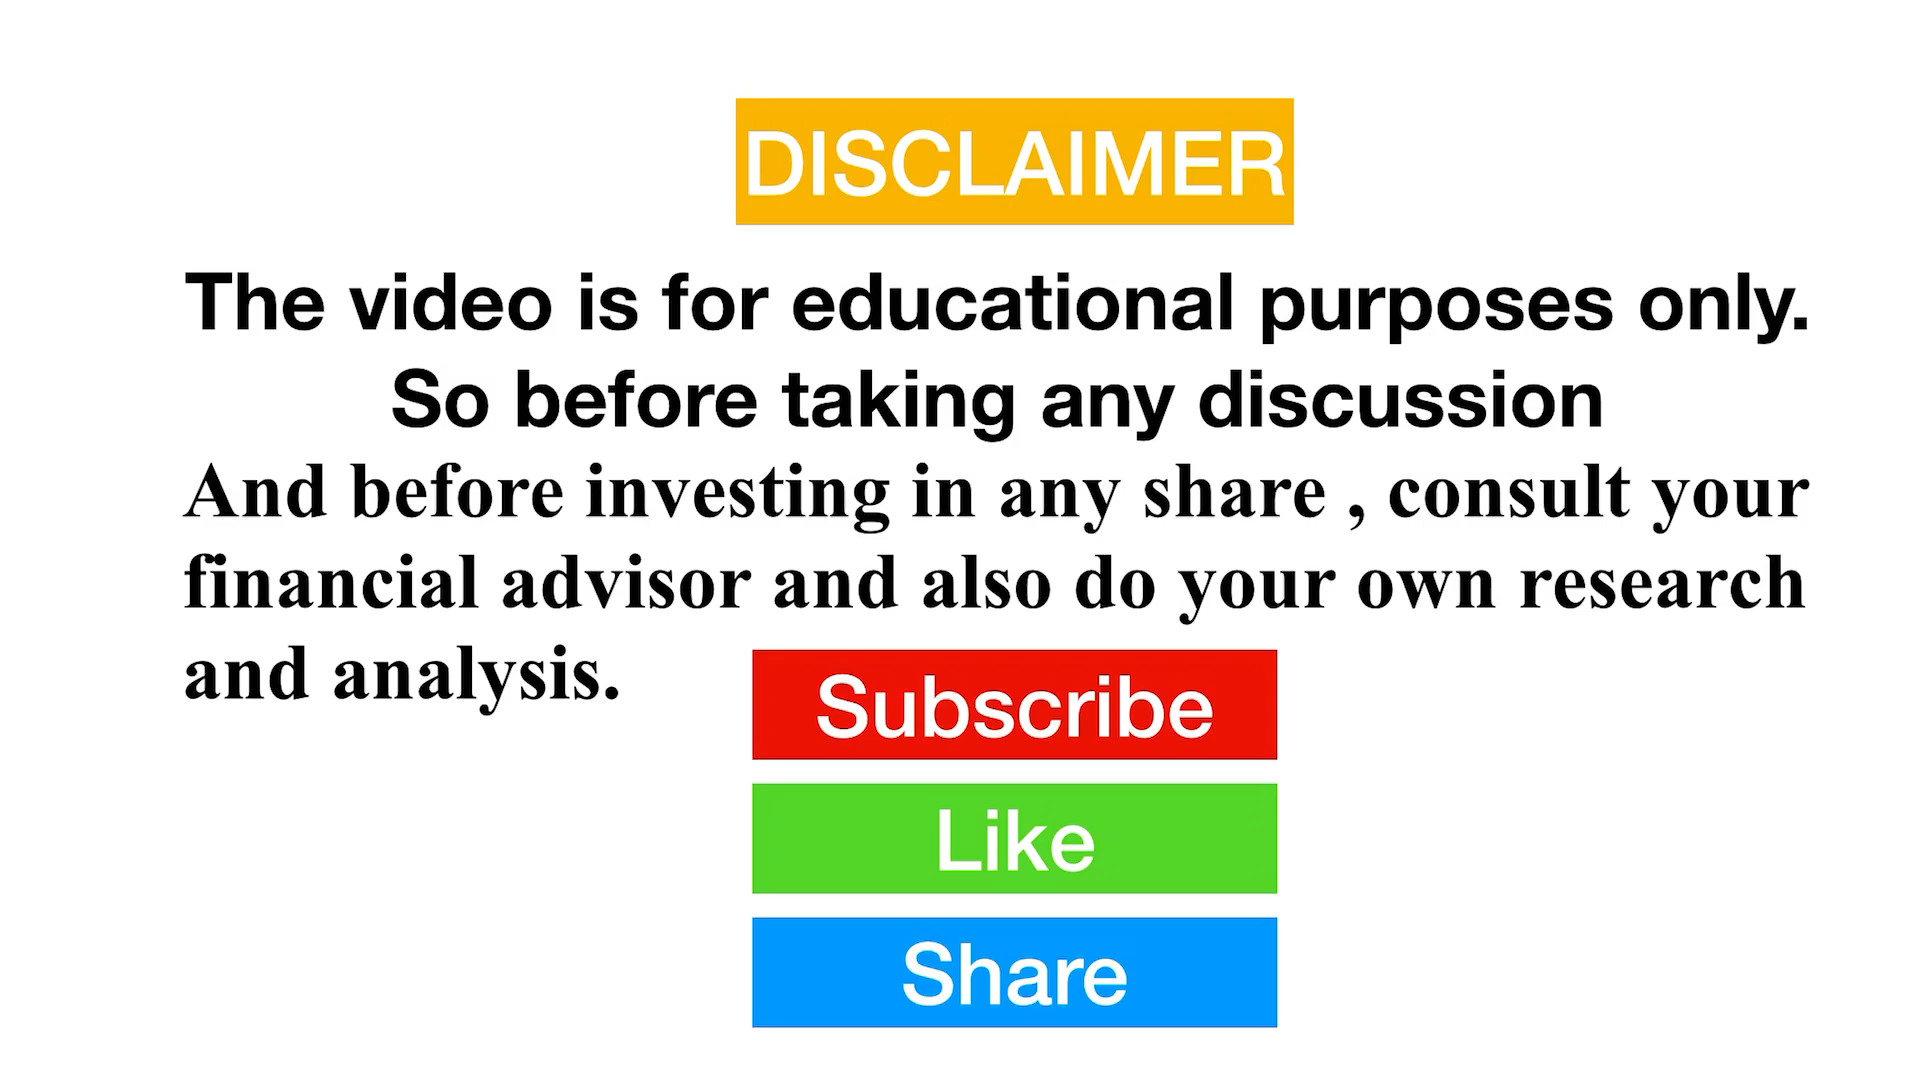 DISCLAIMER
The video is for educational purposes only.
So before taking any discussion
And before investing in any share , consult your
financial advisor and also do your own research
and analysis.
Subscribe
Like
Share